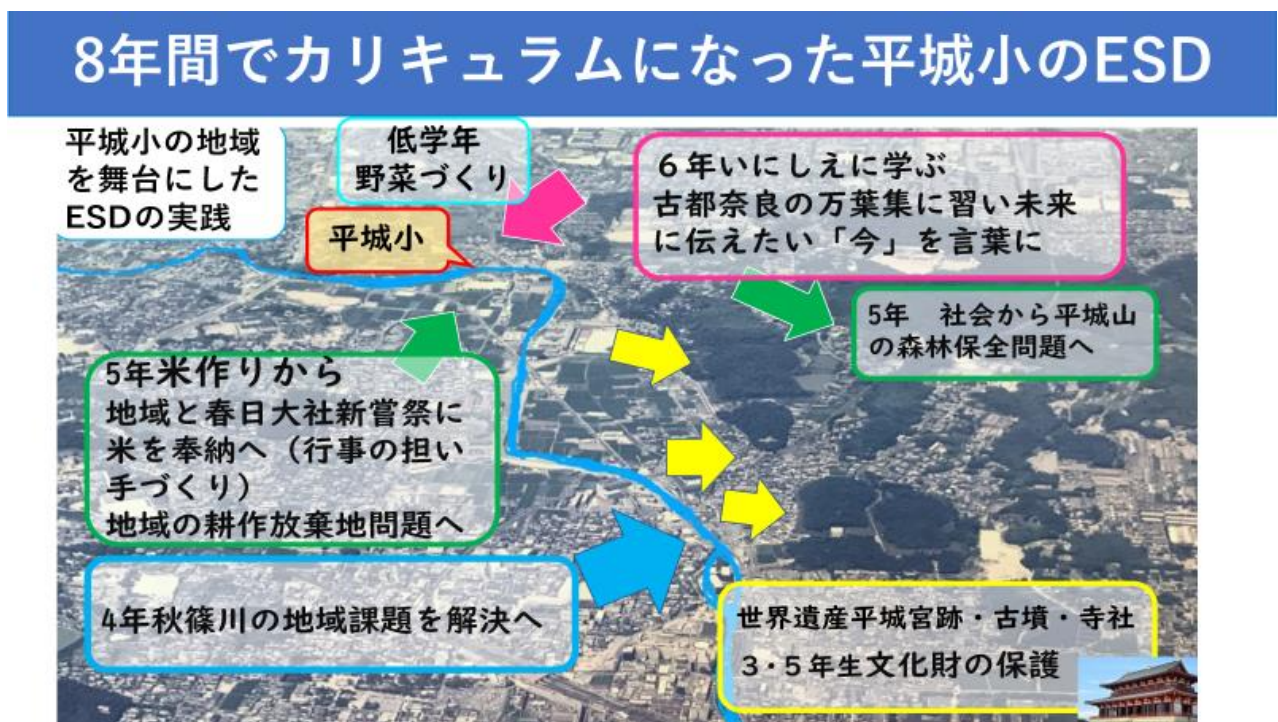 8年間でカリキュラムになった平城小のESD
平城小の地域
を舞台にした
ESDの実践
低学年
野菜づくり
平城小
６年いにしえに学ぶ
古都奈良の万葉集に習い未来
に伝えたい「今」を言葉に
5年　社会から平城山
の森林保全問題へ
5年米作りから
地域と春日大社新嘗祭に
米を奉納へ（行事の担い
手づくり）
地域の耕作放棄地問題へ
4年秋篠川の地域課題を解決へ
世界遺産平城宮跡・古墳・寺社
３・５年生文化財の保護